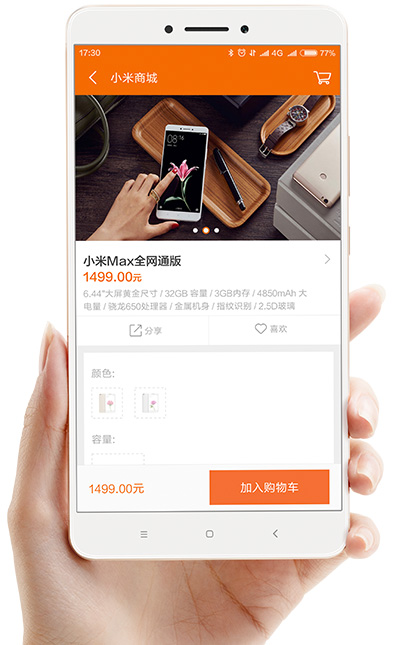 17:30
4G
77%
小米商城
小米Max全网通版
1499.00元
6.44"大屏黄金尺寸 / 32GB 容量 / 3GB内存 / 4850mAh 大
电量 / 骁龙650处理器 / 金属机身 / 指纹识别 / 2.5D玻璃
分享
喜欢
颜色:
容量:
1499.00元
加入购物车